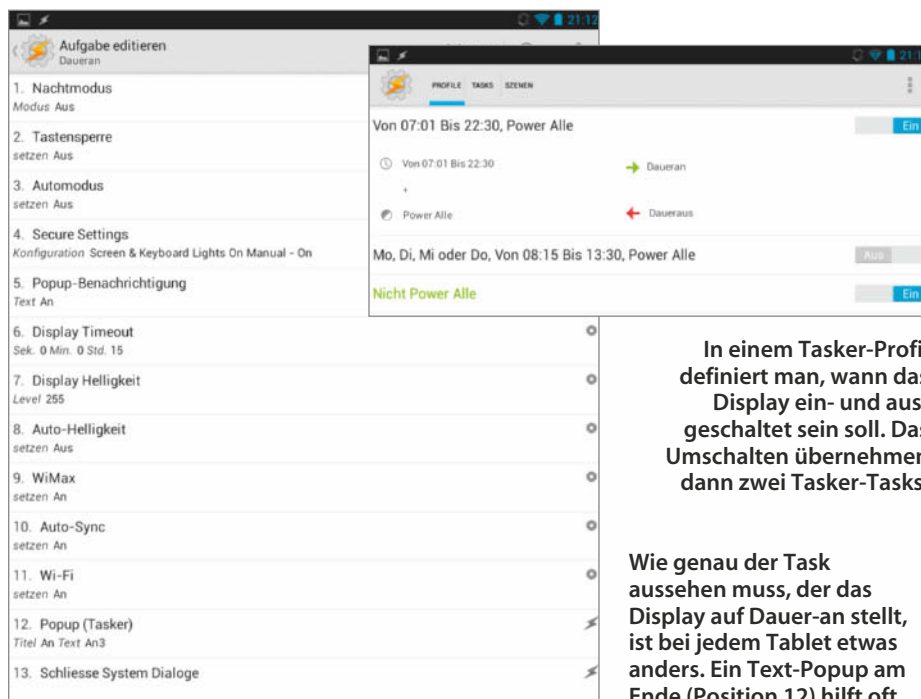 21:12
Aufgabe editieren
Daueran
1. Nachtmodus
Modus Aus
2. Tastensperre
setzen Aus
3. Automodus
setzen Aus
4. Secure Settings
Konfiguration Screen & Keyboard Lights On Manual - On
5. Popup-Benachrichtigung
Text An
6. Display Timeout
Sek. 0 Min. 0 Std. 15
7. Display Helligkeit
Level 255
8. Auto-Helligkeit
setzen Aus
9. WiMax
setzen An
10. Auto-Sync
setzen An
11. Wi-Fi
setzen An
12. Popup (Tasker)
Titel An Text An3
13. Schliesse System Dialoge
PROFILE TASKS SZENEN
Von 07:01 Bis 22:30, Power Alle
Ein
Von 07:01 Bis 22:30
Daueran
+
Power Alle
Daueraus
Mo, Di, Mi oder Do, Von 08:15 Bis 13:30, Power Alle
Aus
Nicht Power Alle
Ein
In einem Tasker-Profi
definiert man, wann das
Display ein- und aus
geschaltet sein soll. Das
Umschalten übernehmen
dann zwei Tasker-Tasks
Wie genau der Task
aussehen muss, der das
Display auf Dauer-an stellt,
ist bei jedem Tablet etwas
anders. Ein Text-Popup am
Ende (Position 12) hilft oft